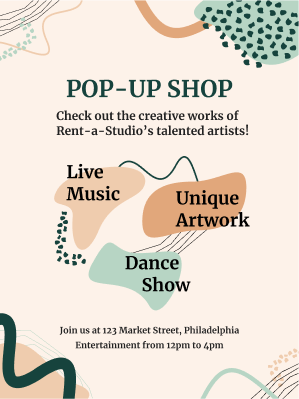 POP-UP SHOP
Check out the creative works of
Rent-a-Studio's talented artists!
Live
Music
Unique
Artwork
Dance
Show
Join us at 123 Market Street, Philadelphia
Entertainment from 12pm to 4pm